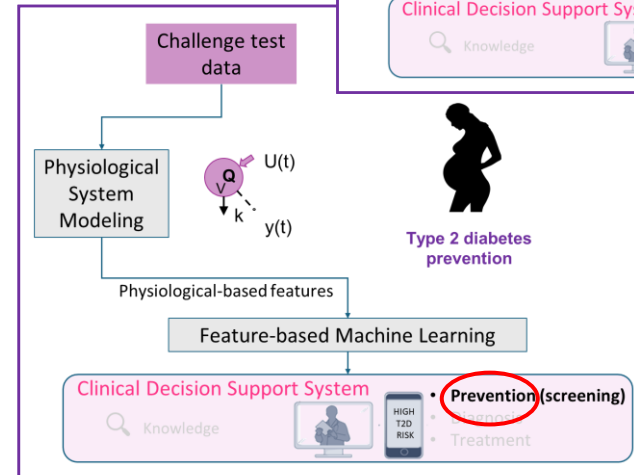 Clinical Decision Support Sys
Knowledge
Challenge test
data
Physiological
System
Modeling
Q
V
U(t)
k
y(t)
Type 2 diabetes
prevention
Physiological-based features
Feature-based Machine Learning
Clinical Decision Support System
Knowledge
HIGH
T2D
RISK
• Prevention (screening)
• Diagnosis
• Treatment